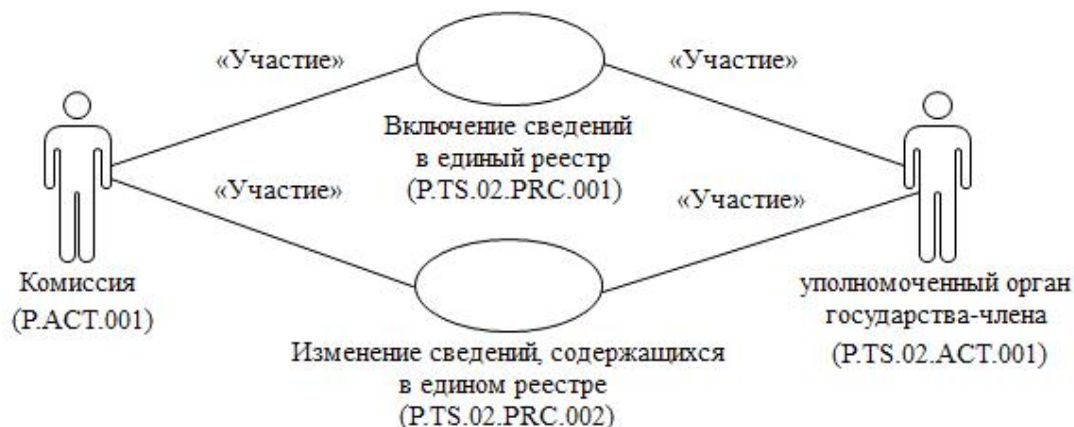 «Участие»
«Участие»
Включение сведений
в единый реестр
(P.TS.02.PRC.001)
«Участие»
«Участие»
Комиссия
(P.ACT.001)
уполномоченный орган
государства-члена
(P.TS.02.ACT.001)
Изменение сведений, содержащихся
в едином реестре
(P.TS.02.PRC.002)